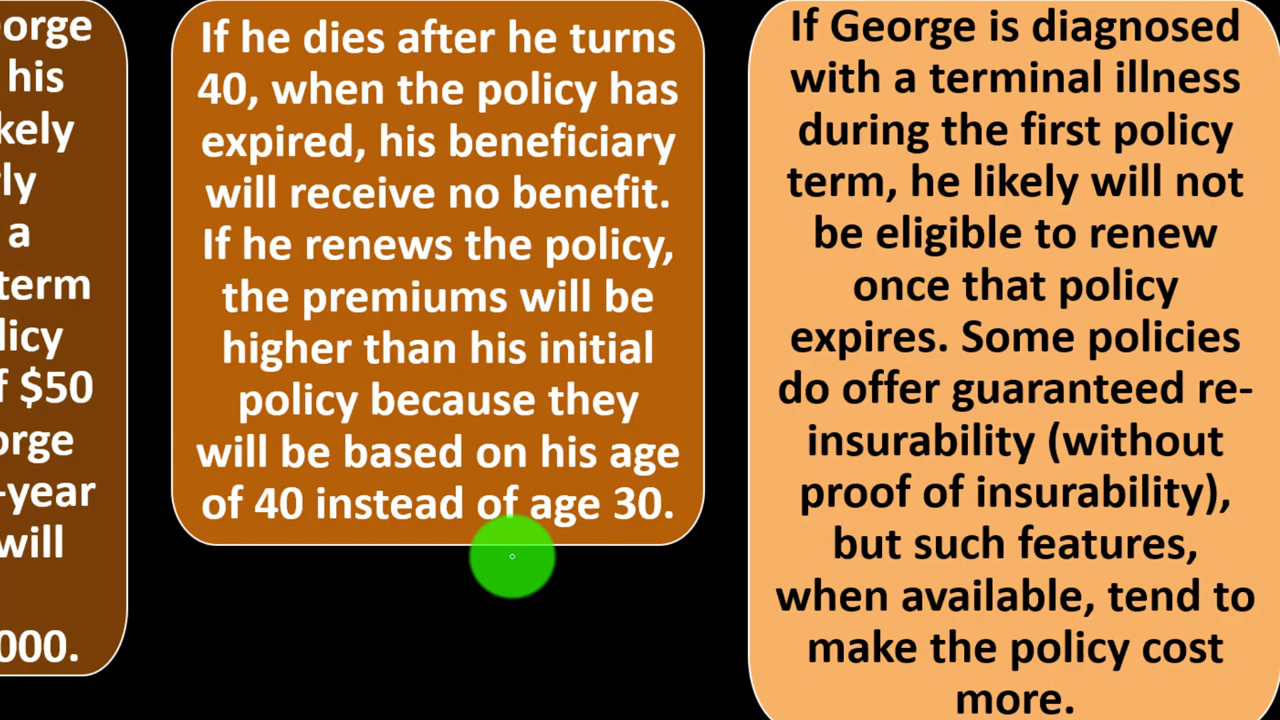 orge
his
kely
ly
a
term
licy
f $50
orge
-year
will
000.
If he dies after he turns
40, when the policy has
expired, his beneficiary
will receive no benefit.
If he renews the policy,
the premiums will be
higher than his initial
policy because they
will be based on his age
of 40 instead of age 30.
If George is diagnosed
with a terminal illness
during the first policy
term, he likely will not
be eligible to renew
once that policy
expires. Some policies
do offer guaranteed re-
insurability (without
proof of insurability),
but such features,
when available, tend to
make the policy cost
more.